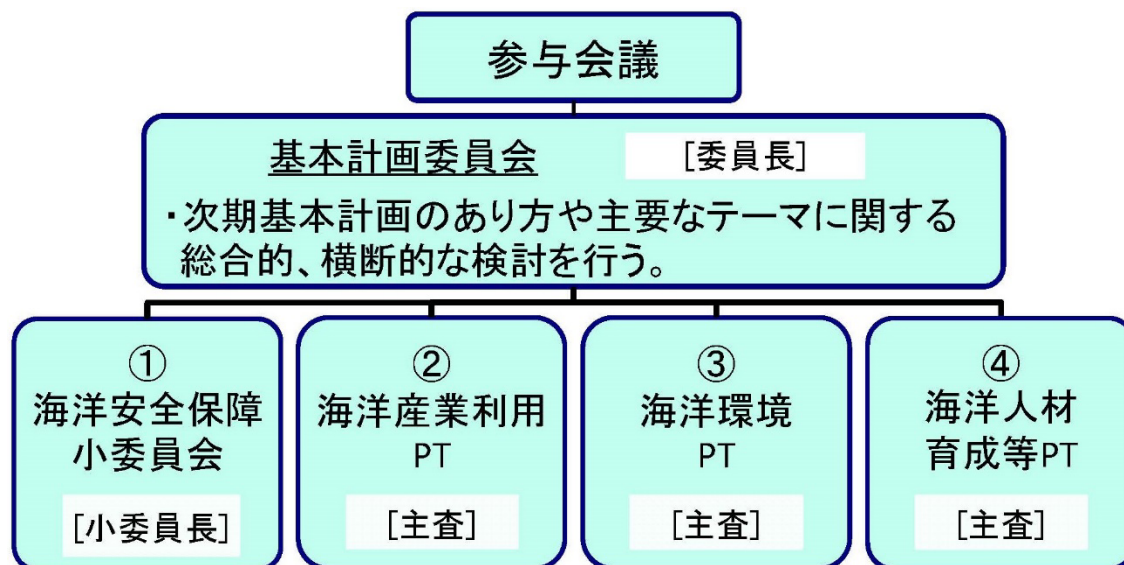 参与会議
基本計画委員会 [委員長]
・次期基本計画のあり方や主要なテーマに関する
総合的、横断的な検討を行う。
①
海洋安全保障
小委員会
[小委員長]
②
海洋産業利用
PT
[主査]
③
海洋環境
PT
[主査]
④
海洋人材
育成等PT
[主査]